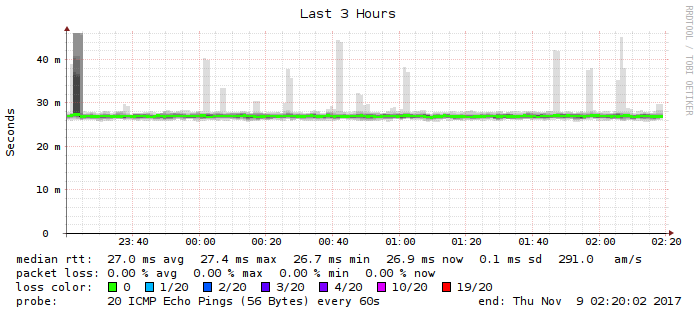 Last 3 Hours
RRDTOOL / TOBI OETIKER
Seconds
40 m
30 m
20 m
10 m
0
23:40 00:00 00:20 00:40 01:00 01:20 01:40 02:00 02:20
median rtt: 27.0 ms avg 27.4 ms max 26.7 ms min 26.9 ms now 0.1 ms sd 291.0 am/s
packet loss: 0.00 % avg 0.00 % max 0.00 % min 0.00 % now
loss color: 0 1/20 2/20 3/20 4/20 10/20 19/20
probe: 20 ICMP Echo Pings (56 Bytes) every 60s end: Thu Nov 9 02:20:02 2017